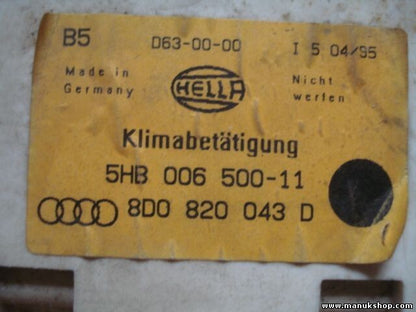 B5 D63-00-00 I 5 04/95
Made in Germany HELLA Nicht werfen
Klimabetätigung
5HB 006 500-11
8D0 820 043 D
www.manukshop.com